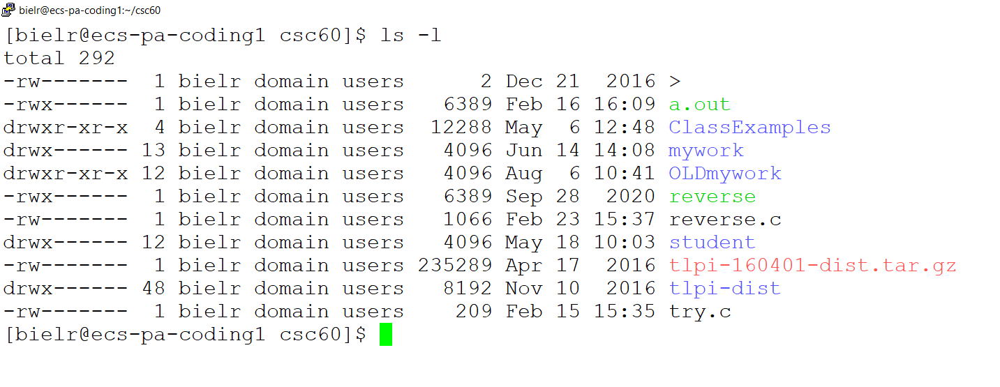 bielr@ecs-pa-coding1:~/csc60
[bielr@ecs-pa-coding1 csc60]$ ls -l
total 292
-rw-------  1 bielr domain users      2 Dec 21  2016 >
-rwx------  1 bielr domain users   6389 Feb 16 16:09 a.out
drwxr-xr-x  4 bielr domain users  12288 May  6 12:48 ClassExamples
drwx------ 13 bielr domain users   4096 Jun 14 14:08 mywork
drwxr-xr-x 12 bielr domain users   4096 Aug  6 10:41 OLDmywork
-rwx------  1 bielr domain users   6389 Sep 28  2020 reverse
-rw-------  1 bielr domain users   1066 Feb 23 15:37 reverse.c
drwx------ 12 bielr domain users   4096 May 18 10:03 student
-rw-------  1 bielr domain users 235289 Apr 17  2016 tlpi-160401-dist.tar.gz
drwx------ 48 bielr domain users   8192 Nov 10  2016 tlpi-dist
-rw-------  1 bielr domain users    209 Feb 15 15:35 try.c
[bielr@ecs-pa-coding1 csc60]$